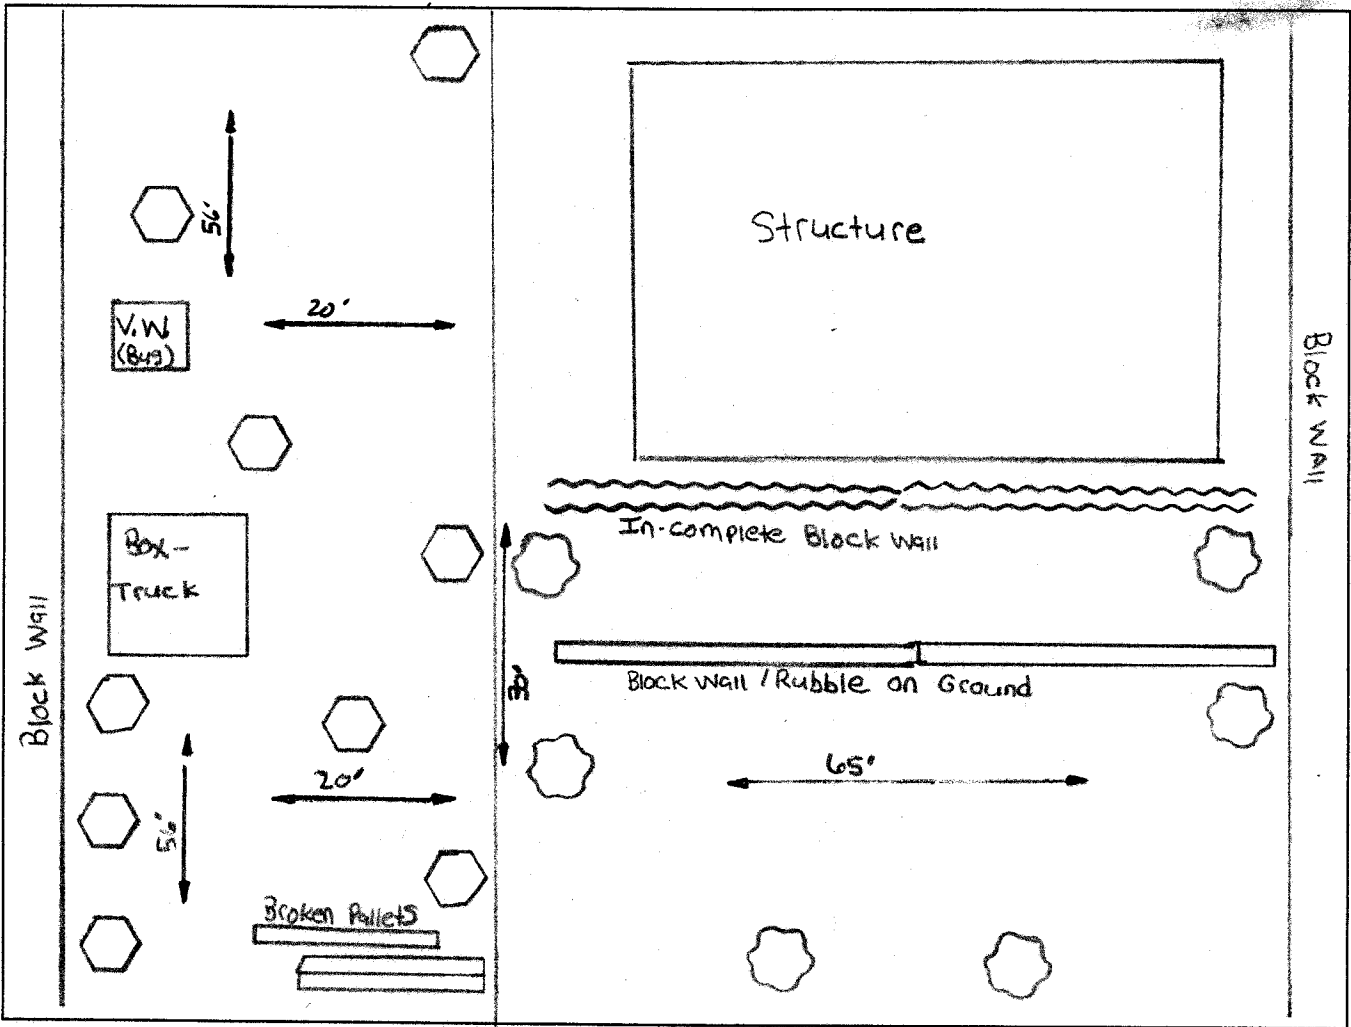 Structure
56'
20'
V.W.
(Bug)
Block Wall
In-complete Block Wall
Box-
Truck
Block Wall
Block Wall / Rubble on Ground
30'
65'
20'
56'
Broken Pallets